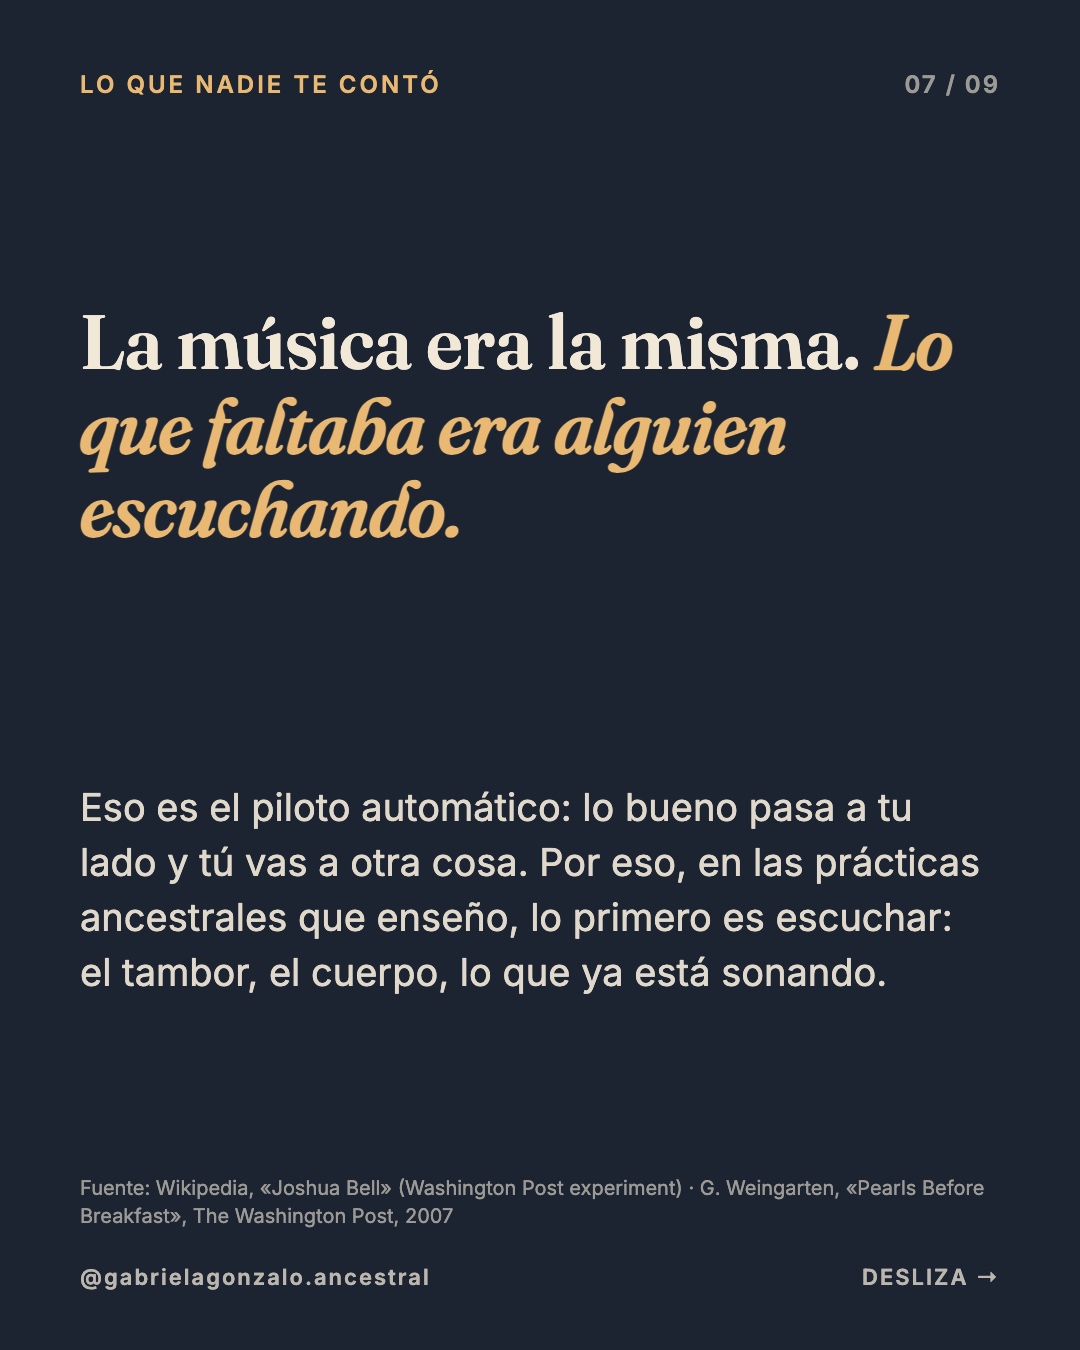 LO QUE NADIE TE CONTÓ
07 / 09
La música era la misma. Lo
que faltaba era alguien
escuchando.
Eso es el piloto automático: lo bueno pasa a tu
lado y tú vas a otra cosa. Por eso, en las prácticas
ancestrales que enseño, lo primero es escuchar:
el tambor, el cuerpo, lo que ya está sonando.
Fuente: Wikipedia, «Joshua Bell» (Washington Post experiment) · G. Weingarten, «Pearls Before
Breakfast», The Washington Post, 2007
@gabrielagonzalo.ancestral
DESLIZA →